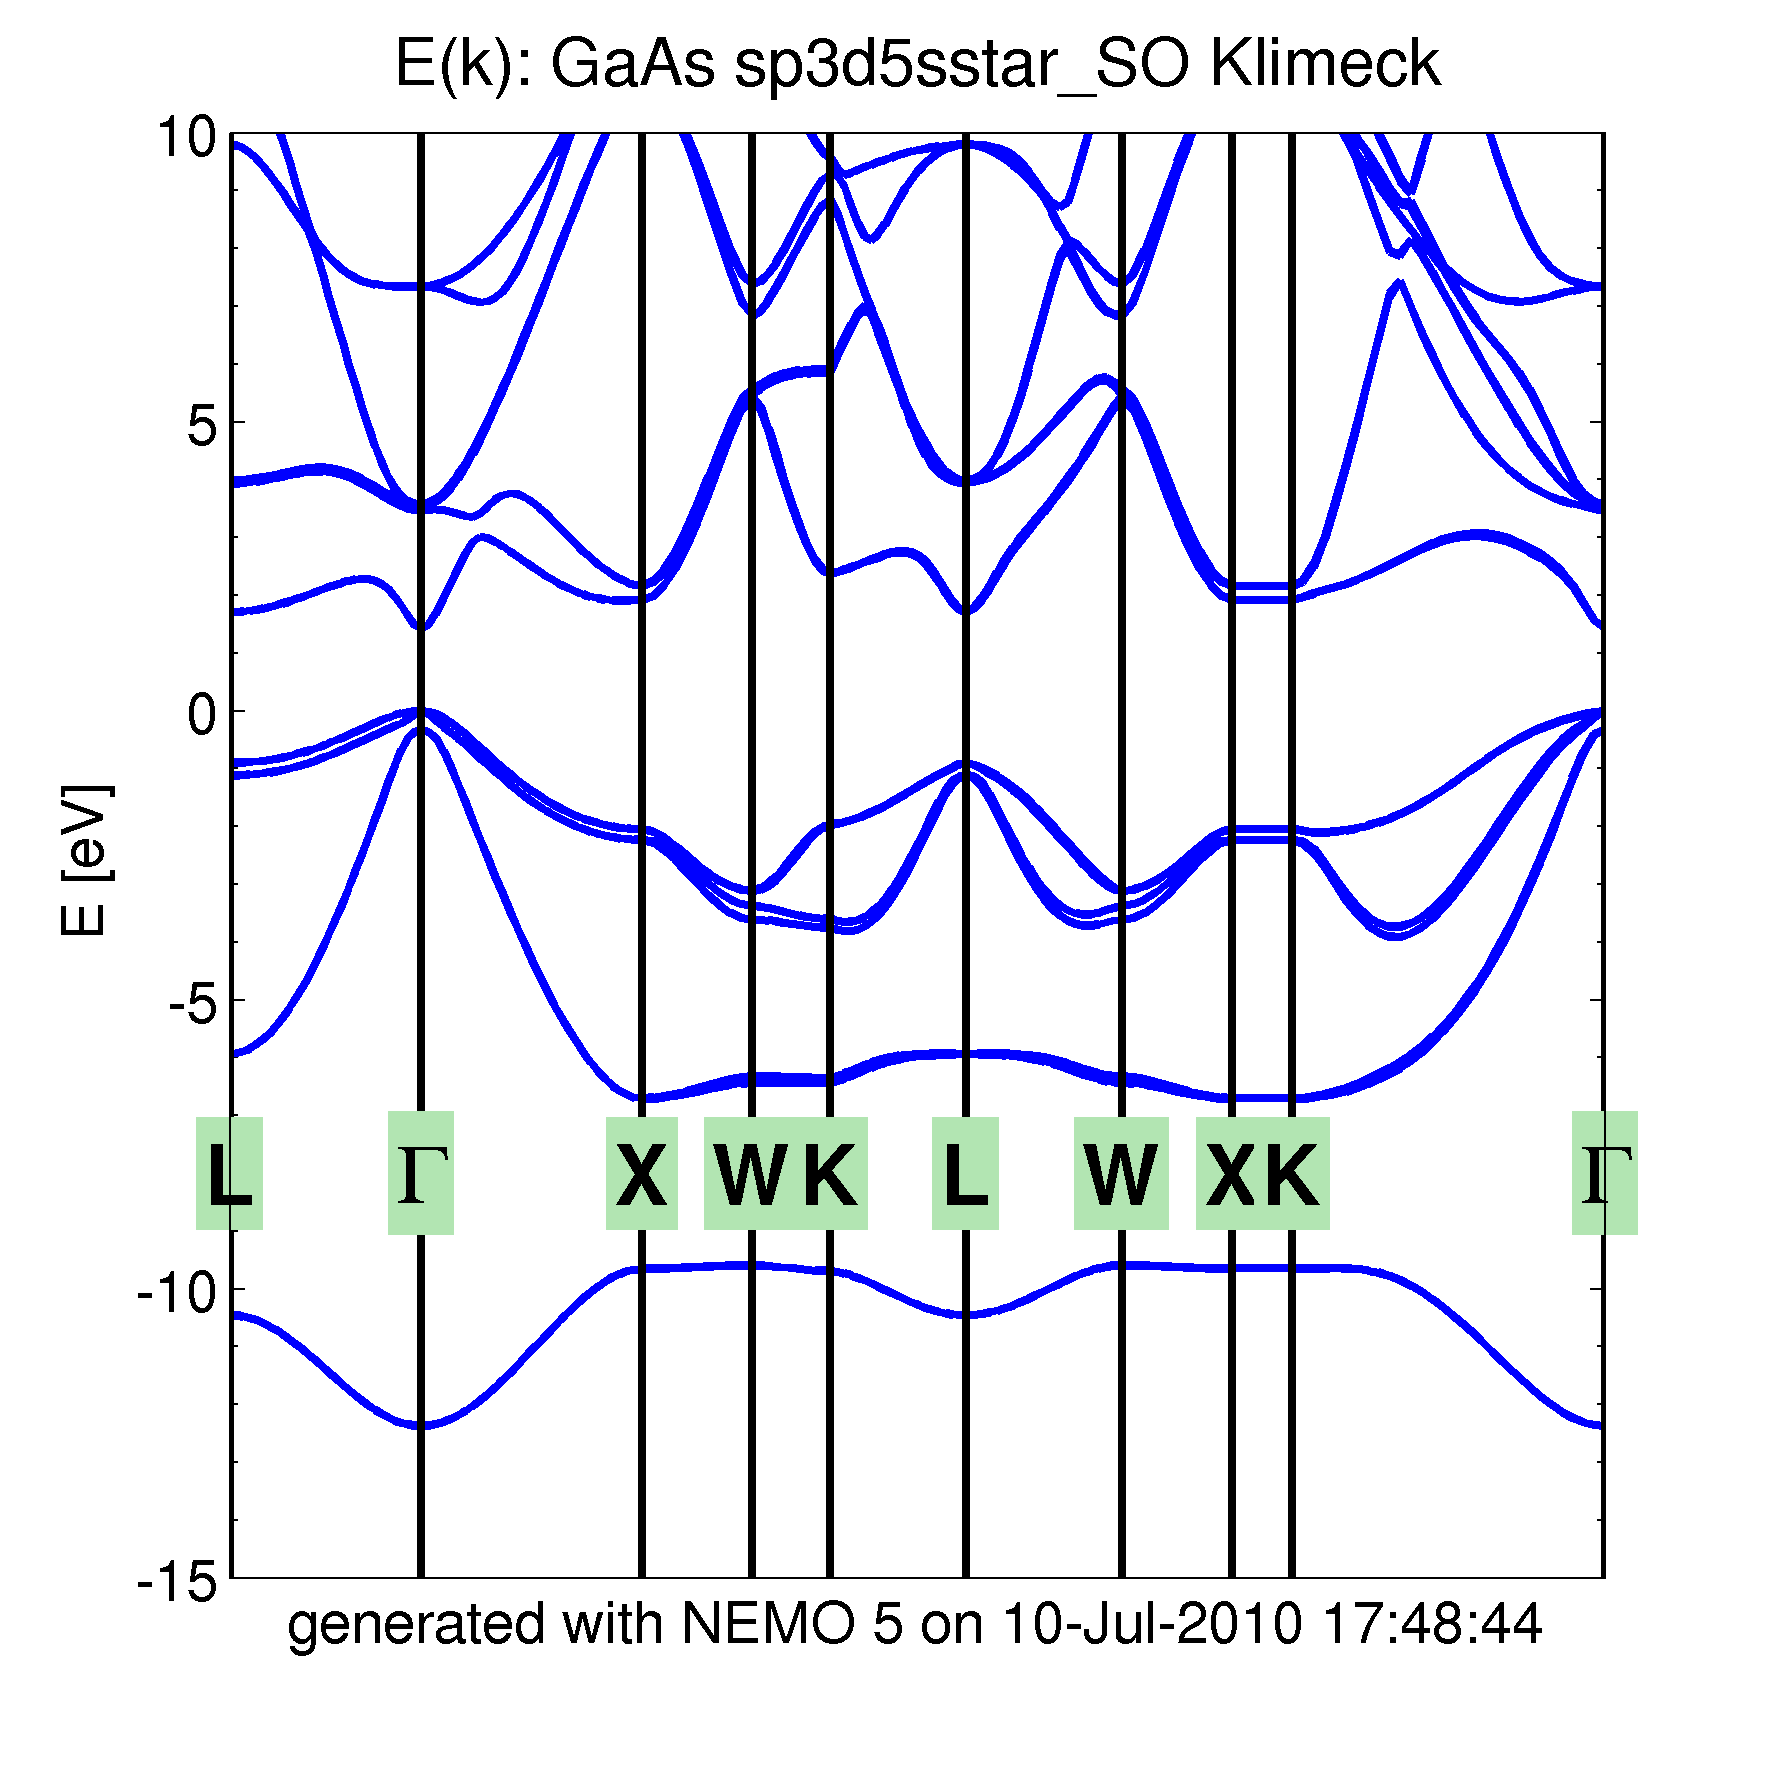 E(k): GaAs sp3d5sstar_SO Klimeck
10
5
0
-5
-10
-15
E [eV]
L Γ X W K L W X K Γ
generated with NEMO 5 on 10-Jul-2010 17:48:44